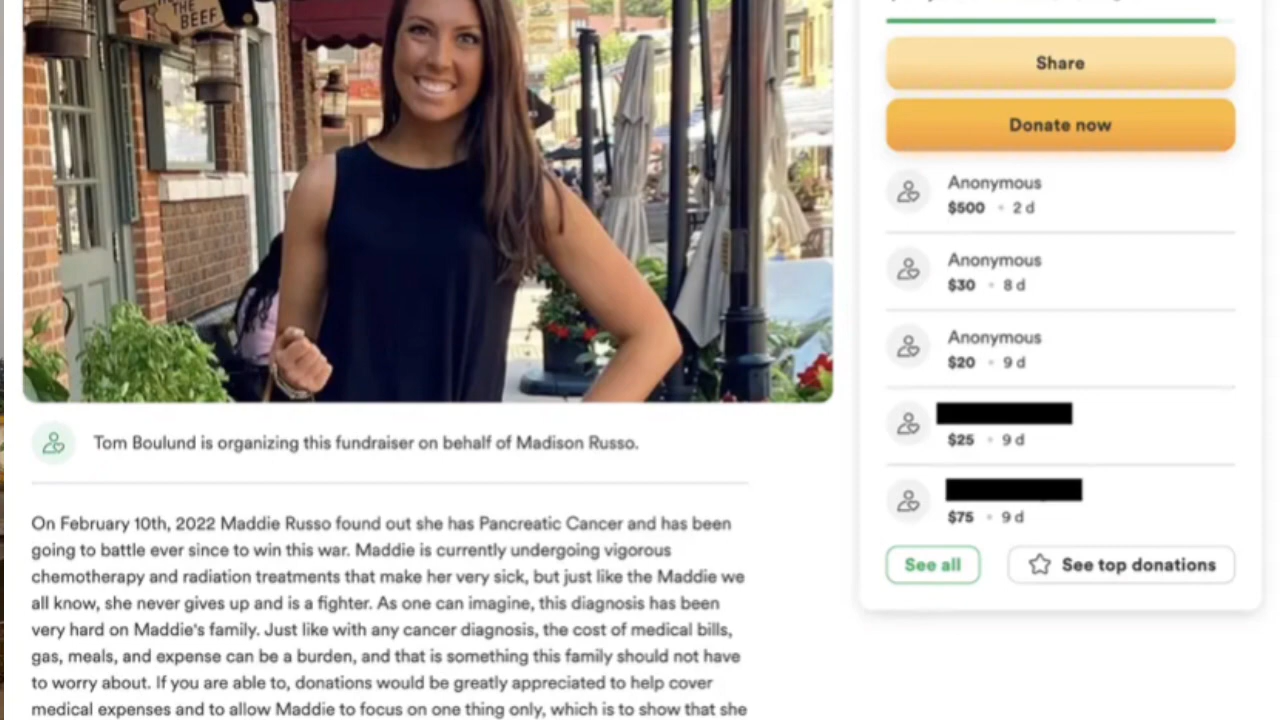 THE BEEF
Tom Boulund is organizing this fundraiser on behalf of Madison Russo.
On February 10th, 2022 Maddie Russo found out she has Pancreatic Cancer and has been
going to battle ever since to win this war. Maddie is currently undergoing vigorous
chemotherapy and radiation treatments that make her very sick, but just like the Maddie we
all know, she never gives up and is a fighter. As one can imagine, this diagnosis has been
very hard on Maddie's family. Just like with any cancer diagnosis, the cost of medical bills,
gas, meals, and expense can be a burden, and that is something this family should not have
to worry about. If you are able to, donations would be greatly appreciated to help cover
medical expenses and to allow Maddie to focus on one thing only, which is to show that she
Share
Donate now
Anonymous
$500 • 2 d
Anonymous
$30 • 8 d
Anonymous
$20 • 9 d
$25 • 9 d
$75 • 9 d
See all
See top donations